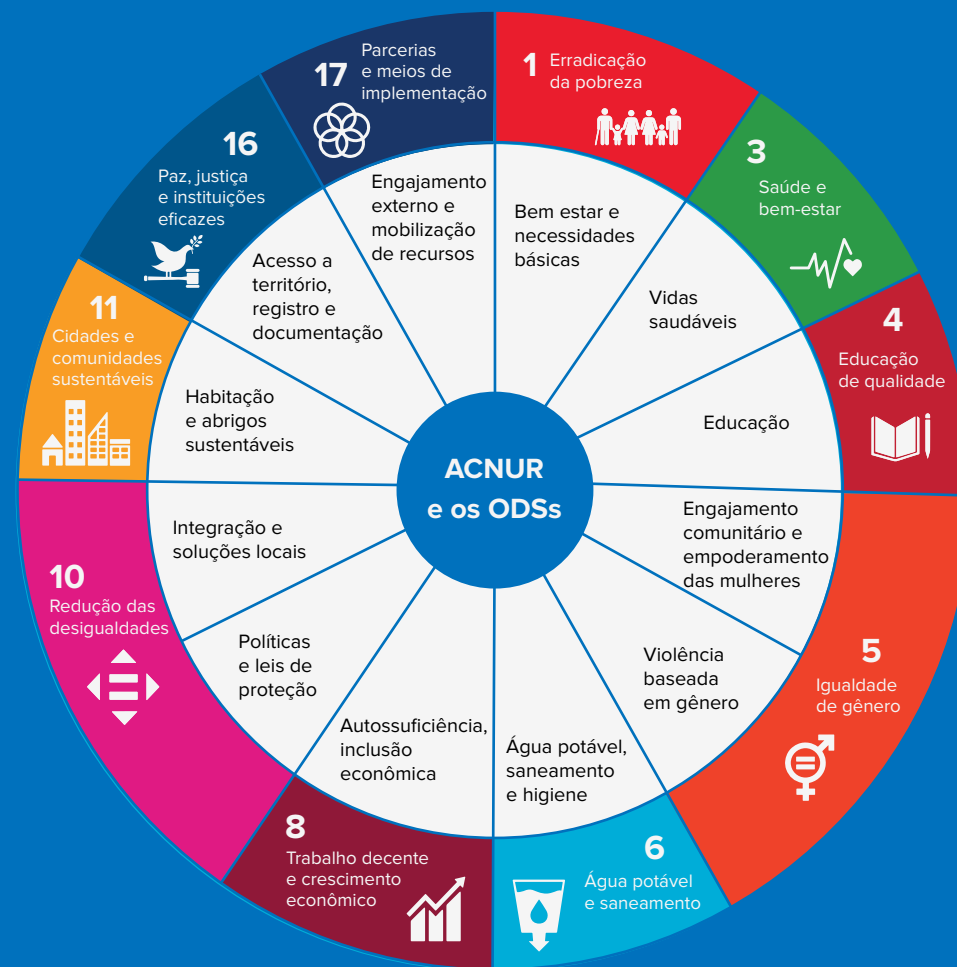 ACNUR
e os ODSs
1
Erradicação
da pobreza
Bem estar e
necessidades
básicas
3
Saúde e
bem-estar
Vidas
saudáveis
4
Educação
de qualidade
Educação
5
Igualdade
de gênero
Engajamento
comunitário e
empoderamento
das mulheres
Violência
baseada
em gênero
6
Água potável
e saneamento
Água potável,
saneamento
e higiene
8
Trabalho decente
e crescimento
econômico
Autossuficiência,
inclusão
econômica
10
Redução das
desigualdades
Políticas
e leis de
proteção
Integração e
soluções locais
11
Cidades e
comunidades
sustentáveis
Habitação
e abrigos
sustentáveis
16
Paz, justiça
e instituições
eficazes
Acesso a
território,
registro e
documentação
17
Parcerias
e meios de
implementação
Engajamento
externo e
mobilização
de recursos